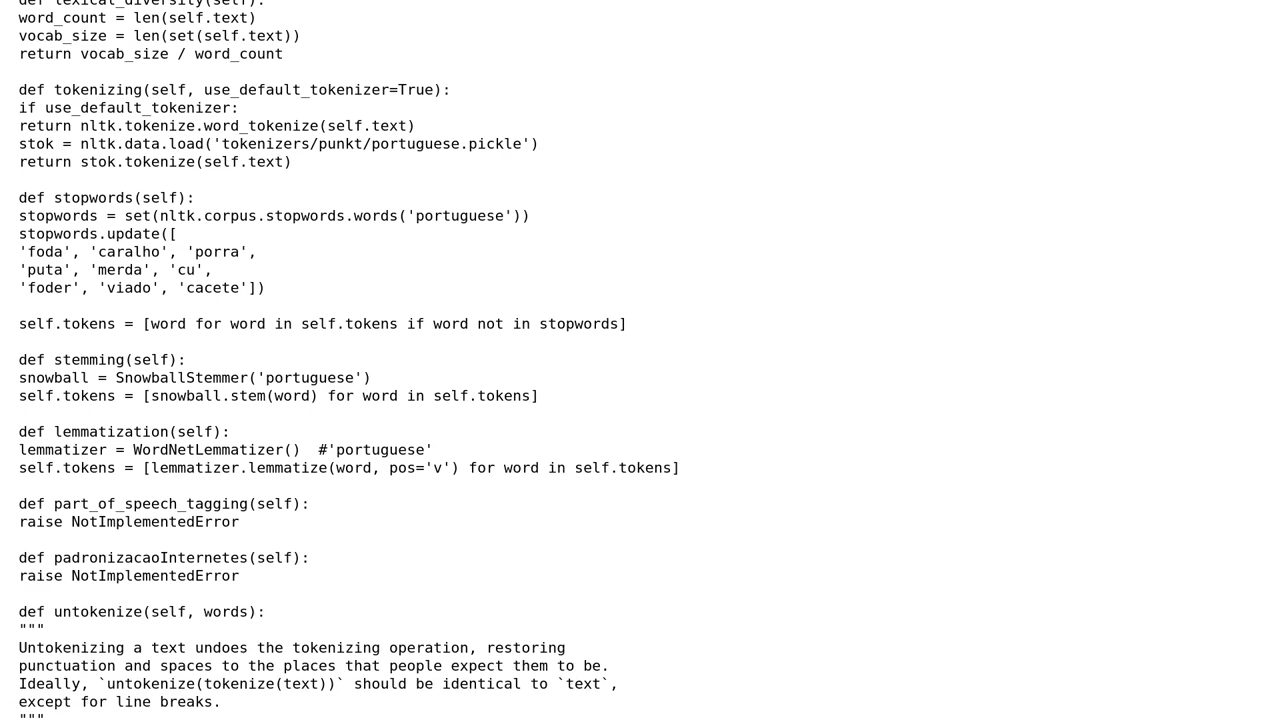 def lexical_diversity(self):
word_count = len(self.text)
vocab_size = len(set(self.text))
return vocab_size / word_count

def tokenizing(self, use_default_tokenizer=True):
if use_default_tokenizer:
return nltk.tokenize.word_tokenize(self.text)
stok = nltk.data.load('tokenizers/punkt/portuguese.pickle')
return stok.tokenize(self.text)

def stopwords(self):
stopwords = set(nltk.corpus.stopwords.words('portuguese'))
stopwords.update([
'foda', 'caralho', 'porra',
'puta', 'merda', 'cu',
'foder', 'viado', 'cacete'])

self.tokens = [word for word in self.tokens if word not in stopwords]

def stemming(self):
snowball = SnowballStemmer('portuguese')
self.tokens = [snowball.stem(word) for word in self.tokens]

def lemmatization(self):
lemmatizer = WordNetLemmatizer()  #'portuguese'
self.tokens = [lemmatizer.lemmatize(word, pos='v') for word in self.tokens]

def part_of_speech_tagging(self):
raise NotImplementedError

def padronizacaoInternetes(self):
raise NotImplementedError

def untokenize(self, words):
"""
Untokenizing a text undoes the tokenizing operation, restoring
punctuation and spaces to the places that people expect them to be.
Ideally, `untokenize(tokenize(text))` should be identical to `text`,
except for line breaks.
"""